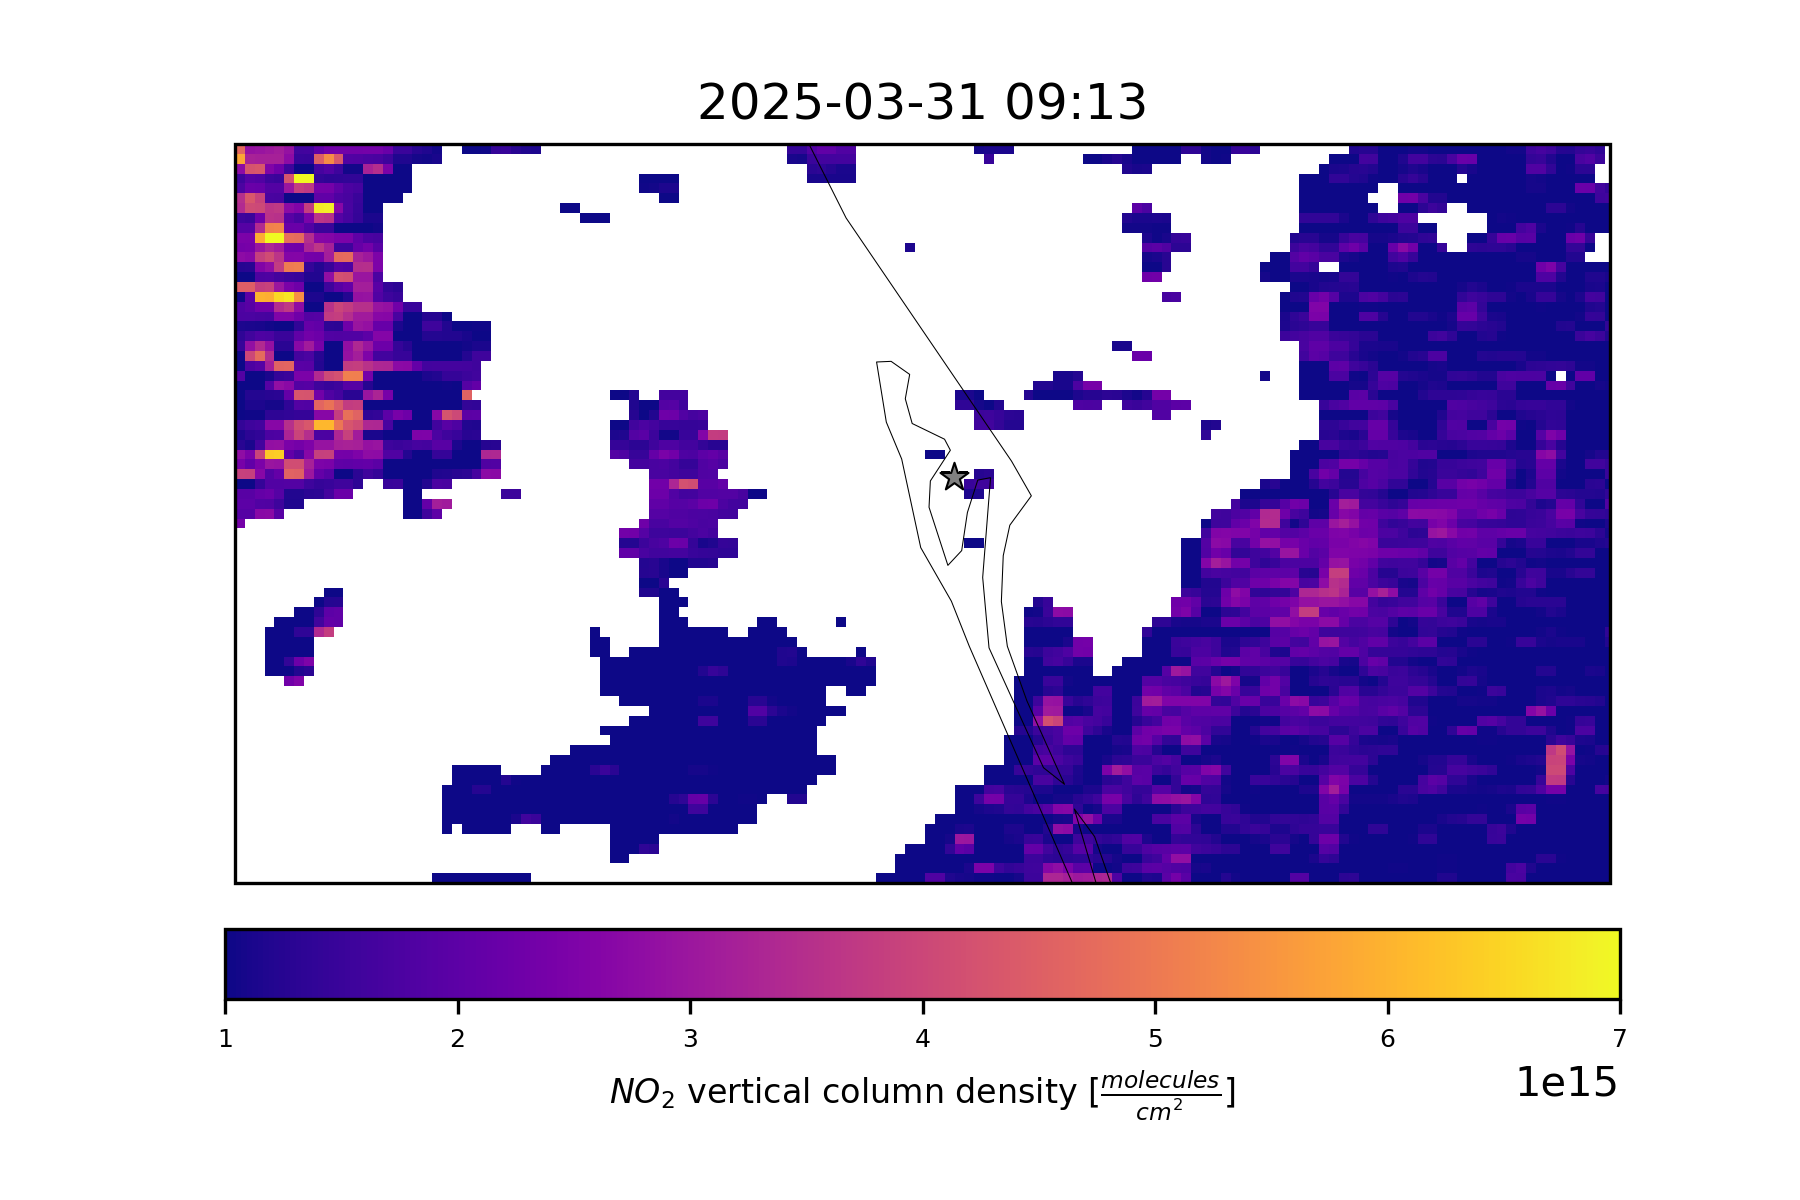 2025-03-31 09:13
1 2 3 4 5 6 7
1e15
NO₂ vertical column density [molecules/cm²]